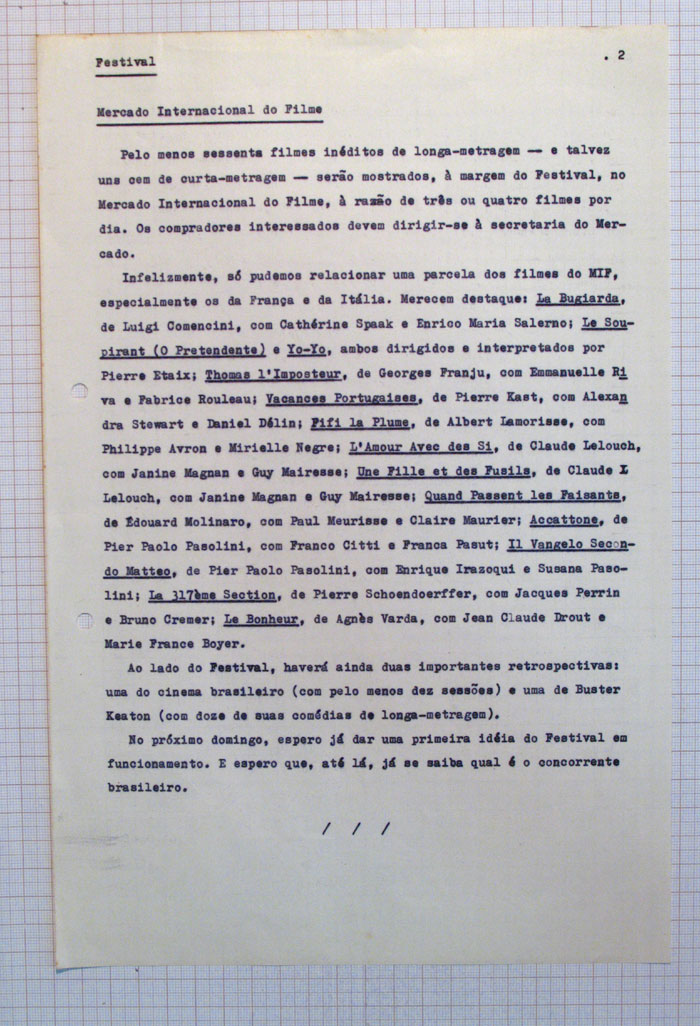 Festival
. 2
Mercado Internacional do Filme
Pelo menos sessenta filmes inéditos de longa-metragem — e talvez
uns cem de curta-metragem — serão mostrados, à margem do Festival, no
Mercado Internacional do Filme, à razão de três ou quatro filmes por
dia. Os compradores interessados devem dirigir-se à secretaria do Mer-
cado.
Infelizmente, só pudemos relacionar uma parcela dos filmes do MIF,
especialmente os da França e da Itália. Merecem destaque: La Bugiarda,
de Luigi Comencini, com Cathérine Spaak e Enrico Maria Salerno; Le Sou-
pirant (O Pretendente) e Yo-Yo, ambos dirigidos e interpretados por
Pierre Etaix; Thomas l'Imposteur, de Georges Franju, com Emmanuelle Ri
va e Fabrice Rouleau; Vacances Portugaises, de Pierre Kast, com Alexan
dra Stewart e Daniel Délin; Fifi la Plume, de Albert Lamorisse, com
Philippe Avron e Mirielle Negre; L'Amour Avec des Si, de Claude Lelouch,
com Janine Magnan e Guy Mairesse; Une Fille et des Fusils, de Claude L
Lelouch, com Janine Magnan e Guy Mairesse; Quand Passent les Faisants,
de Édouard Molinaro, com Paul Meurisse e Claire Maurier; Accattone, de
Pier Paolo Pasolini, com Franco Citti e Franca Pasut; Il Vangelo Secon-
do Matteo, de Pier Paolo Pasolini, com Enrique Irazoqui e Susana Paso-
lini; La 317ème Section, de Pierre Schoendoerffer, com Jacques Perrin
e Bruno Cremer; Le Bonheur, de Agnès Varda, com Jean Claude Drout e
Marie France Boyer.
Ao lado do Festival, haverá ainda duas importantes retrospectivas:
uma do cinema brasileiro (com pelo menos dez sessões) e uma de Buster
Keaton (com doze de suas comédias de longa-metragem).
No próximo domingo, espero já dar uma primeira idéia do Festival em
funcionamento. E espero que, até lá, já se saiba qual é o concorrente
brasileiro.
/ / /